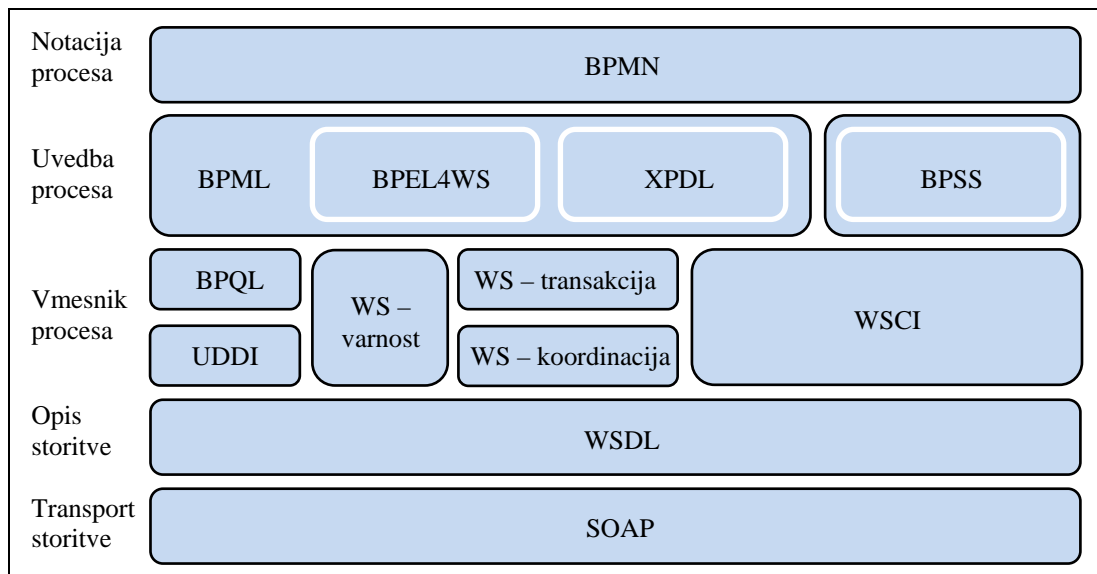 Notacija
procesa
BPMN
Uvedba
procesa
BPML
BPEL4WS
XPDL
BPSS
Vmesnik
procesa
BPQL
UDDI
WS –
varnost
WS – transakcija
WS – koordinacija
WSCI
Opis
storitve
WSDL
Transport
storitve
SOAP